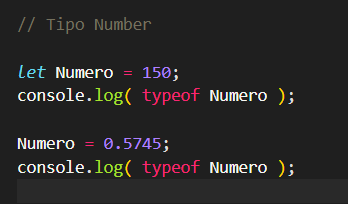 // Tipo Number
let Numero = 150;
console.log( typeof Numero );
Numero = 0.5745;
console.log( typeof Numero );